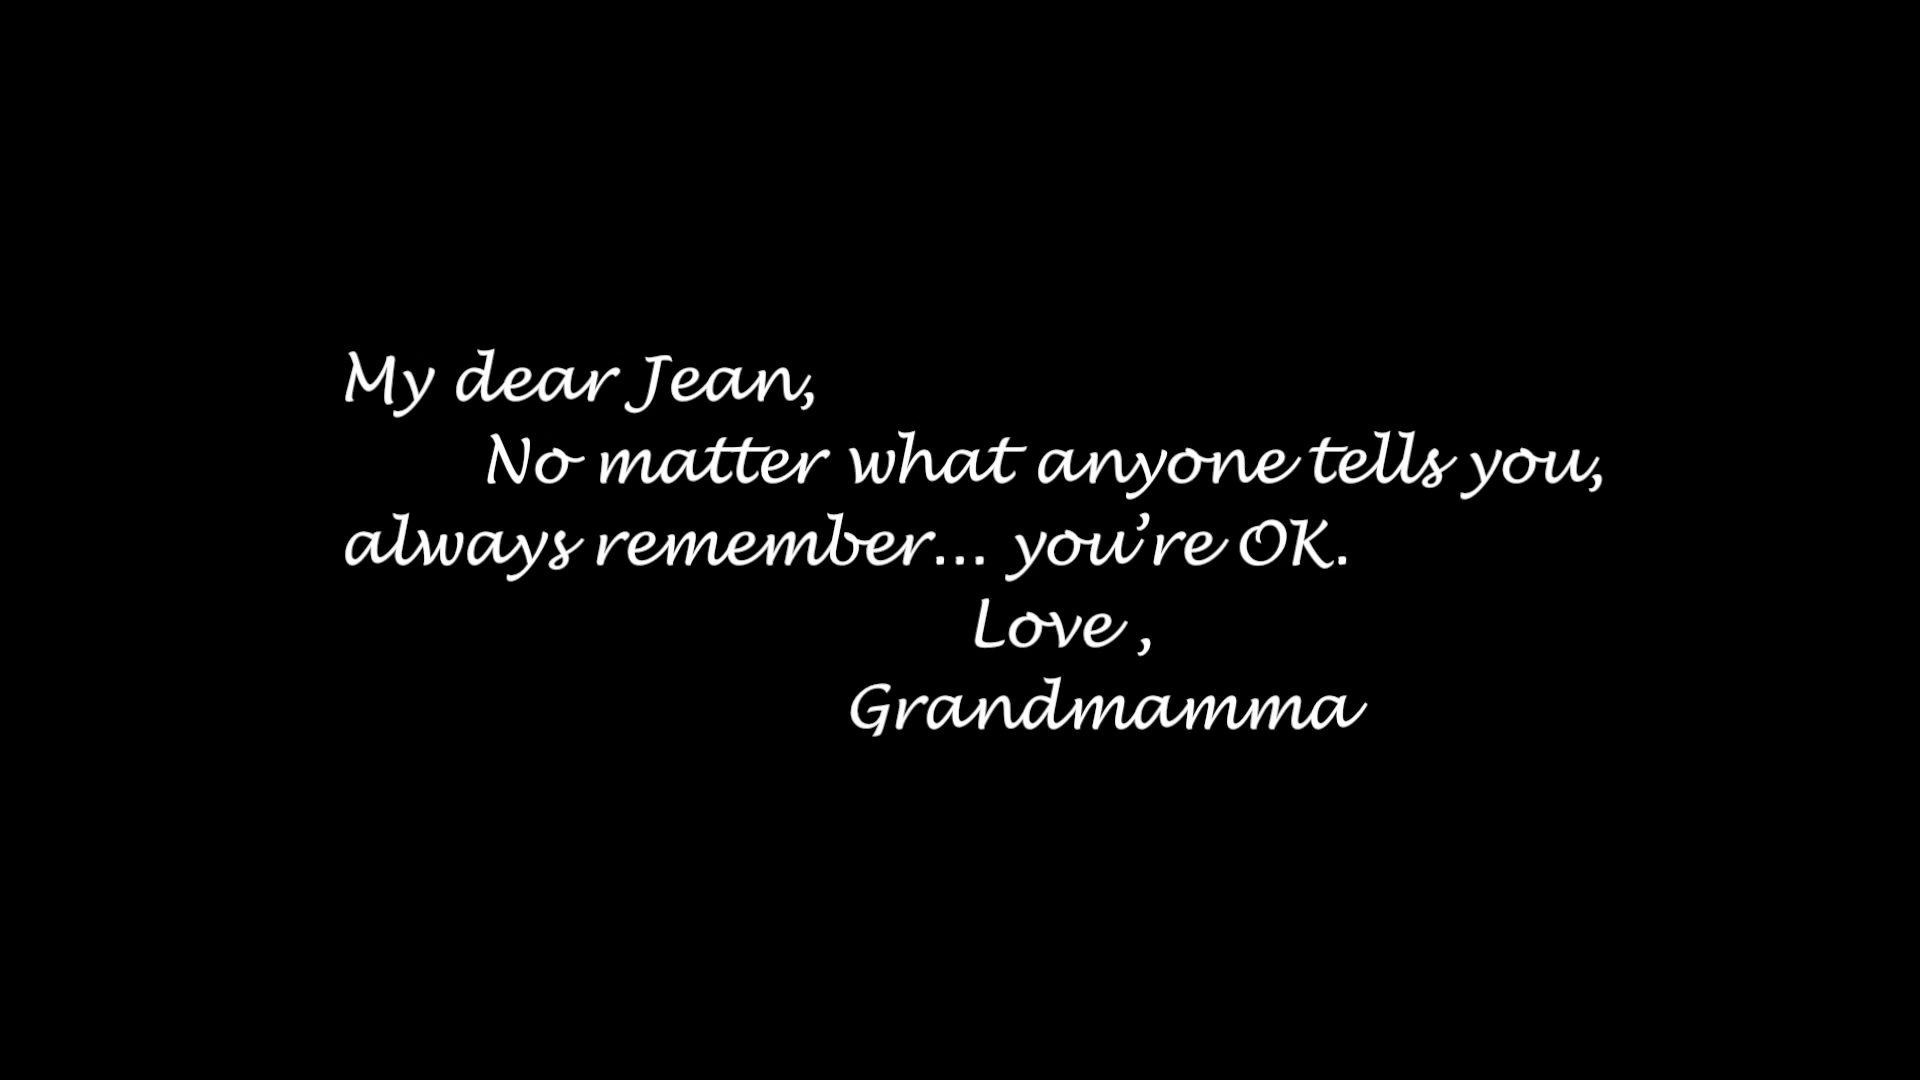 My dear Jean,
No matter what anyone tells you,
always remember... you’re OK.
Love ,
Grandmamma